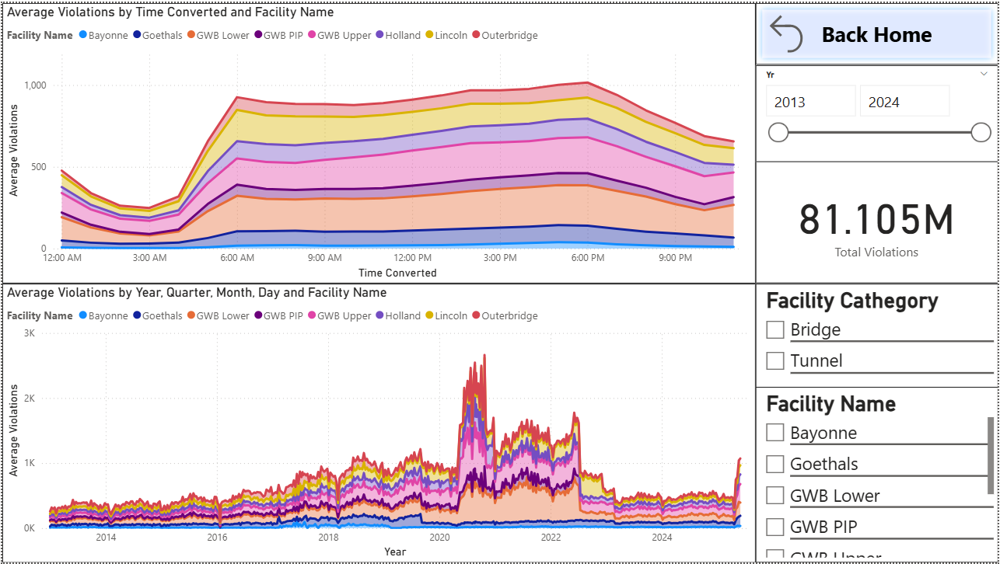 Average Violations by Time Converted and Facility Name
Facility Name Bayonne Goethals GWB Lower GWB PIP GWB Upper Holland Lincoln Outerbridge
1,000
500
0
Average Violations
12:00 AM 3:00 AM 6:00 AM 9:00 AM 12:00 PM 3:00 PM 6:00 PM 9:00 PM
Time Converted
Average Violations by Year, Quarter, Month, Day and Facility Name
Facility Name Bayonne Goethals GWB Lower GWB PIP GWB Upper Holland Lincoln Outerbridge
3K
2K
1K
0K
Average Violations
2014 2016 2018 2020 2022 2024
Year
Back Home
Yr
2013 2024
81.105M
Total Violations
Facility Cathegory
Bridge
Tunnel
Facility Name
Bayonne
Goethals
GWB Lower
GWB PIP
GWB Upper